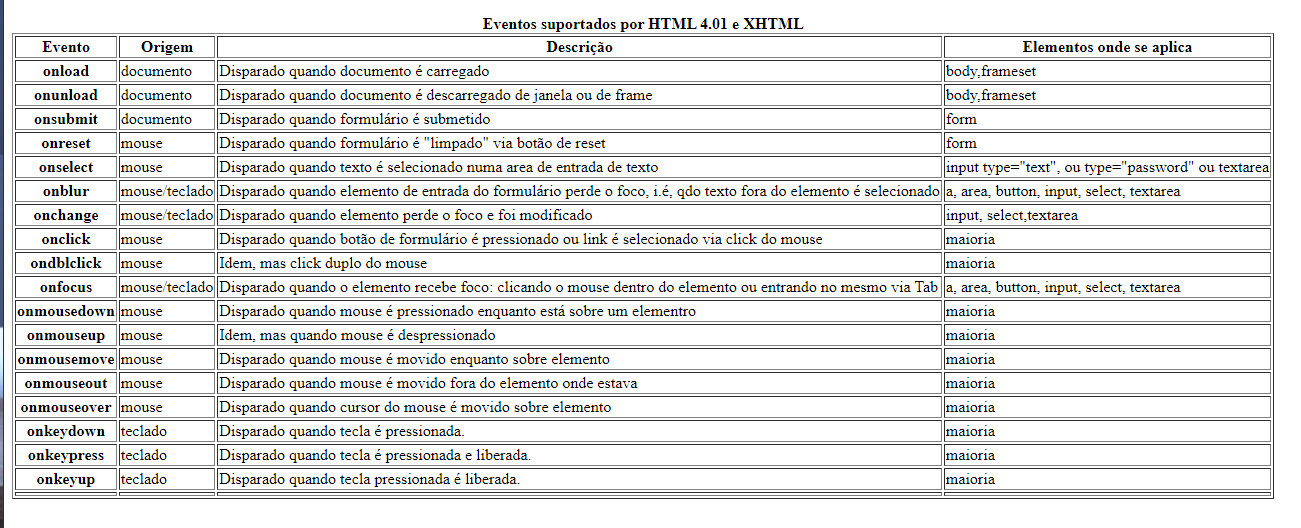 Eventos suportados por HTML 4.01 e XHTML
Evento Origem Descrição Elementos onde se aplica
onload documento Disparado quando documento é carregado body,frameset
onunload documento Disparado quando documento é descarregado de janela ou de frame body,frameset
onsubmit documento Disparado quando formulário é submetido form
onreset mouse Disparado quando formulário é "limpado" via botão de reset form
onselect mouse Disparado quando texto é selecionado numa area de entrada de texto input type="text", ou type="password" ou textarea
onblur mouse/teclado Disparado quando elemento de entrada do formulário perde o foco, i.é, qdo texto fora do elemento é selecionado a, area, button, input, select, textarea
onchange mouse/teclado Disparado quando elemento perde o foco e foi modificado input, select,textarea
onclick mouse Disparado quando botão de formulário é pressionado ou link é selecionado via click do mouse maioria
ondblclick mouse Idem, mas click duplo do mouse maioria
onfocus mouse/teclado Disparado quando o elemento recebe foco: clicando o mouse dentro do elemento ou entrando no mesmo via Tab a, area, button, input, select, textarea
onmousedown mouse Disparado quando mouse é pressionado enquanto está sobre um elementro maioria
onmouseup mouse Idem, mas quando mouse é despressionado maioria
onmousemove mouse Disparado quando mouse é movido enquanto sobre elemento maioria
onmouseout mouse Disparado quando mouse é movido fora do elemento onde estava maioria
onmouseover mouse Disparado quando cursor do mouse é movido sobre elemento maioria
onkeydown teclado Disparado quando tecla é pressionada. maioria
onkeypress teclado Disparado quando tecla é pressionada e liberada. maioria
onkeyup teclado Disparado quando tecla pressionada é liberada. maioria